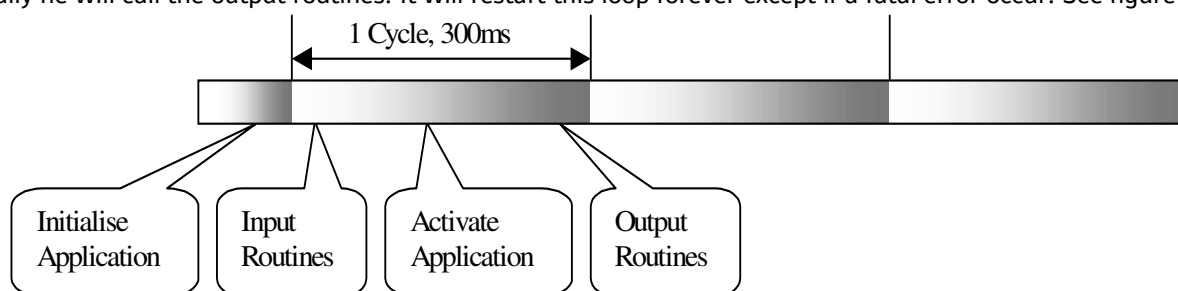 ally he will call the output routines. It will restart this loop forever except if a fatal error occur. See figure
1 Cycle, 300ms
Initialise
Application
Input
Routines
Activate
Application
Output
Routines